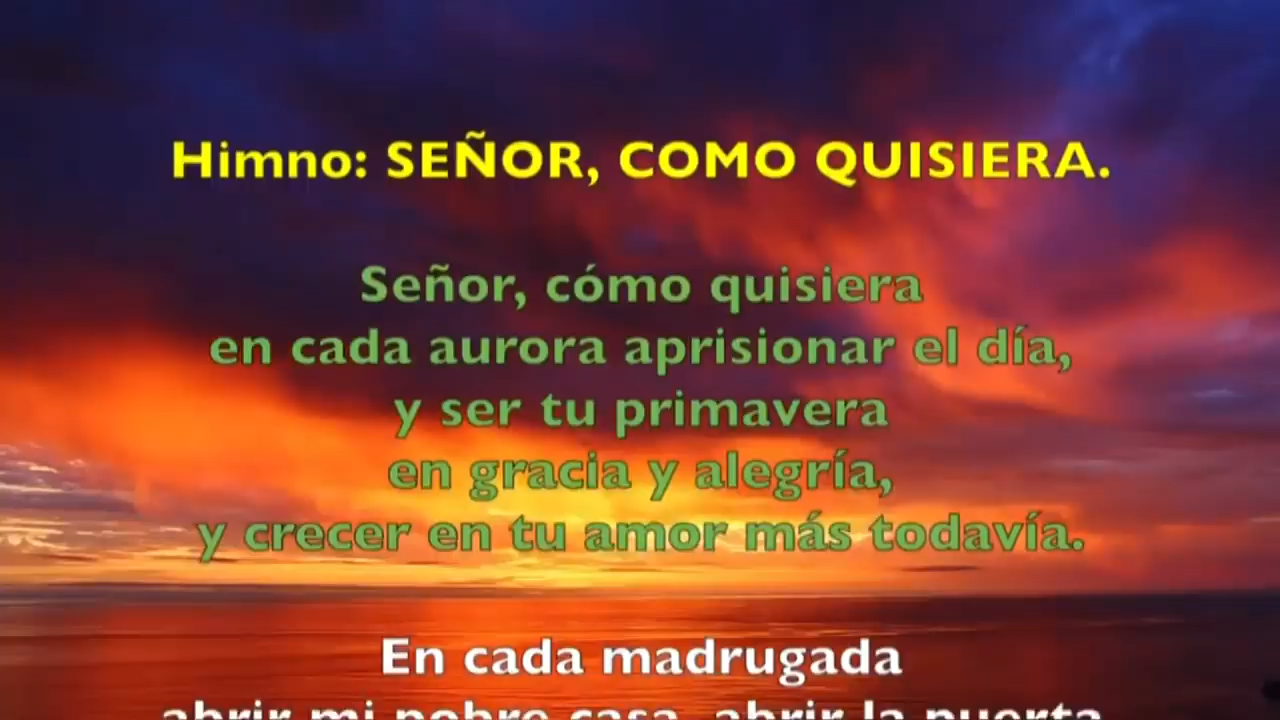 Himno: SEÑOR, COMO QUISIERA.
Señor, cómo quisiera
en cada aurora aprisionar el día,
y ser tu primavera
en gracia y alegría,
y crecer en tu amor más todavía.
En cada madrugada
abrir mi pobre casa, abrir la puerta